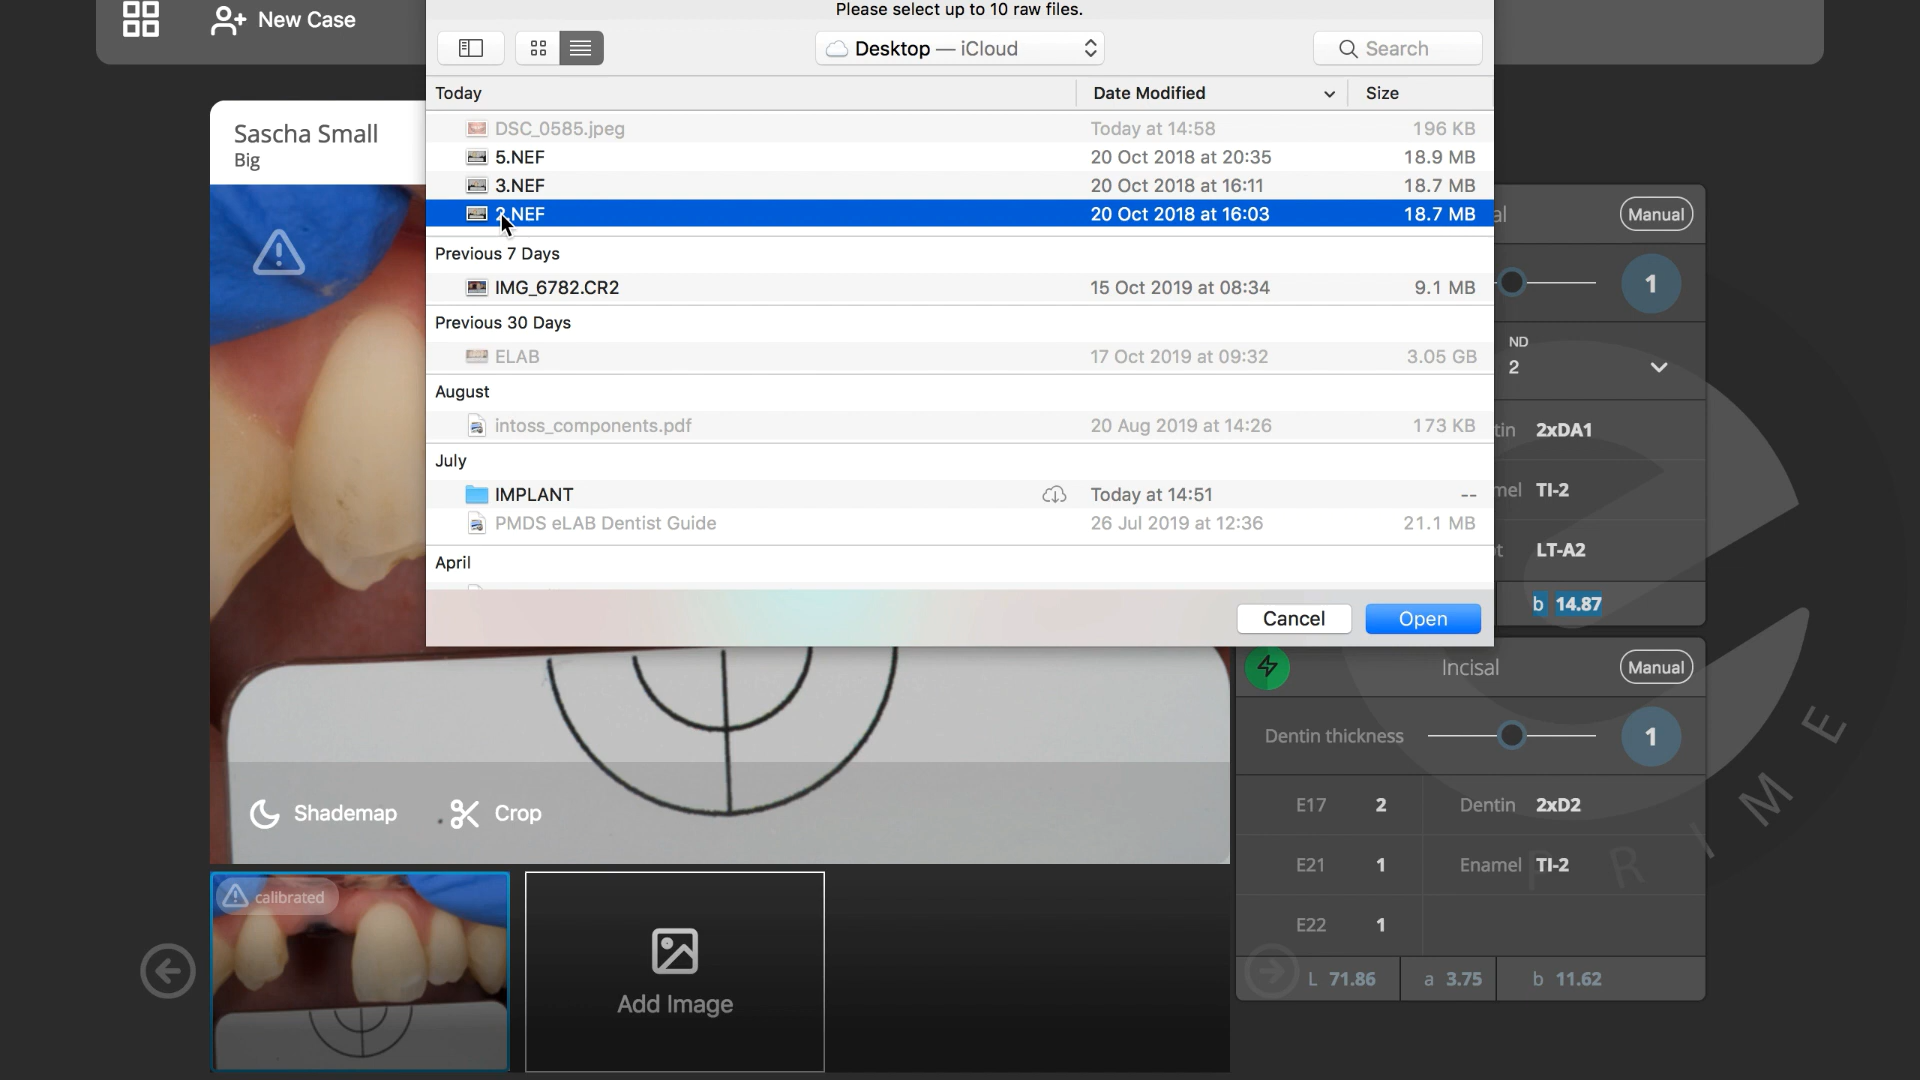 New Case
Please select up to 10 raw files.
Desktop — iCloud
Search
Today
Date Modified
Size
DSC_0585.jpeg Today at 14:58 196 KB
5.NEF 20 Oct 2018 at 20:35 18.9 MB
3.NEF 20 Oct 2018 at 16:11 18.7 MB
2.NEF 20 Oct 2018 at 16:03 18.7 MB
Previous 7 Days
IMG_6782.CR2 15 Oct 2019 at 08:34 9.1 MB
Previous 30 Days
ELAB 17 Oct 2019 at 09:32 3.05 GB
August
intoss_components.pdf 20 Aug 2019 at 14:26 173 KB
July
IMPLANT Today at 14:51 --
PMDS eLAB Dentist Guide 26 Jul 2019 at 12:36 21.1 MB
April
Cancel
Open
Sascha Small
Big
al Manual
1
ND
2
tin 2xDA1
mel TI-2
t LT-A2
b 14.87
Incisal Manual
Dentin thickness 1
E17 2 Dentin 2xD2
E21 1 Enamel TI-2
E22 1
L 71.86 a 3.75 b 11.62
Shademap
Crop
calibrated
Add Image
P R I M E